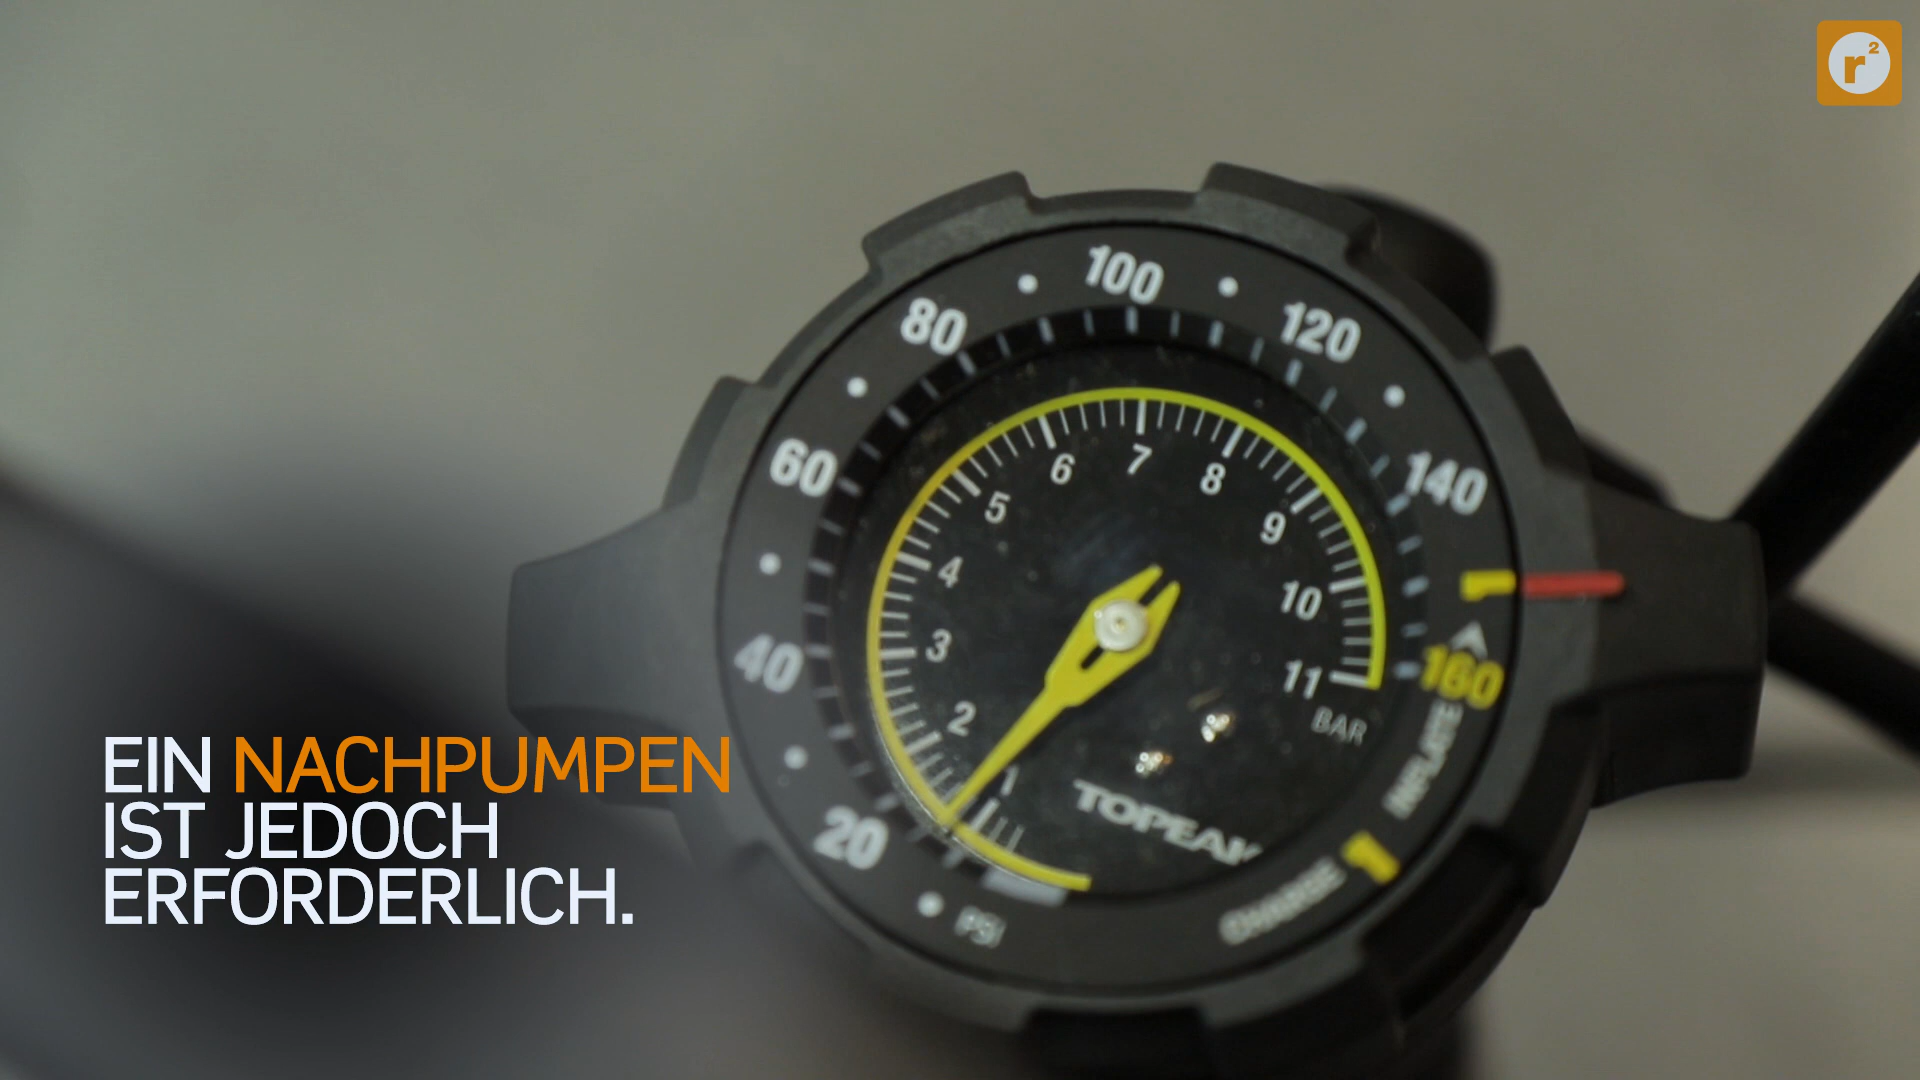 r²
100
80
120
60
140
6
7
8
5
9
4
10
3
11
40
160
2
BAR
INFLATE
EIN NACHPUMPEN
IST JEDOCH
ERFORDERLICH.
1
TOPEAK
20
CHARGE
PSI